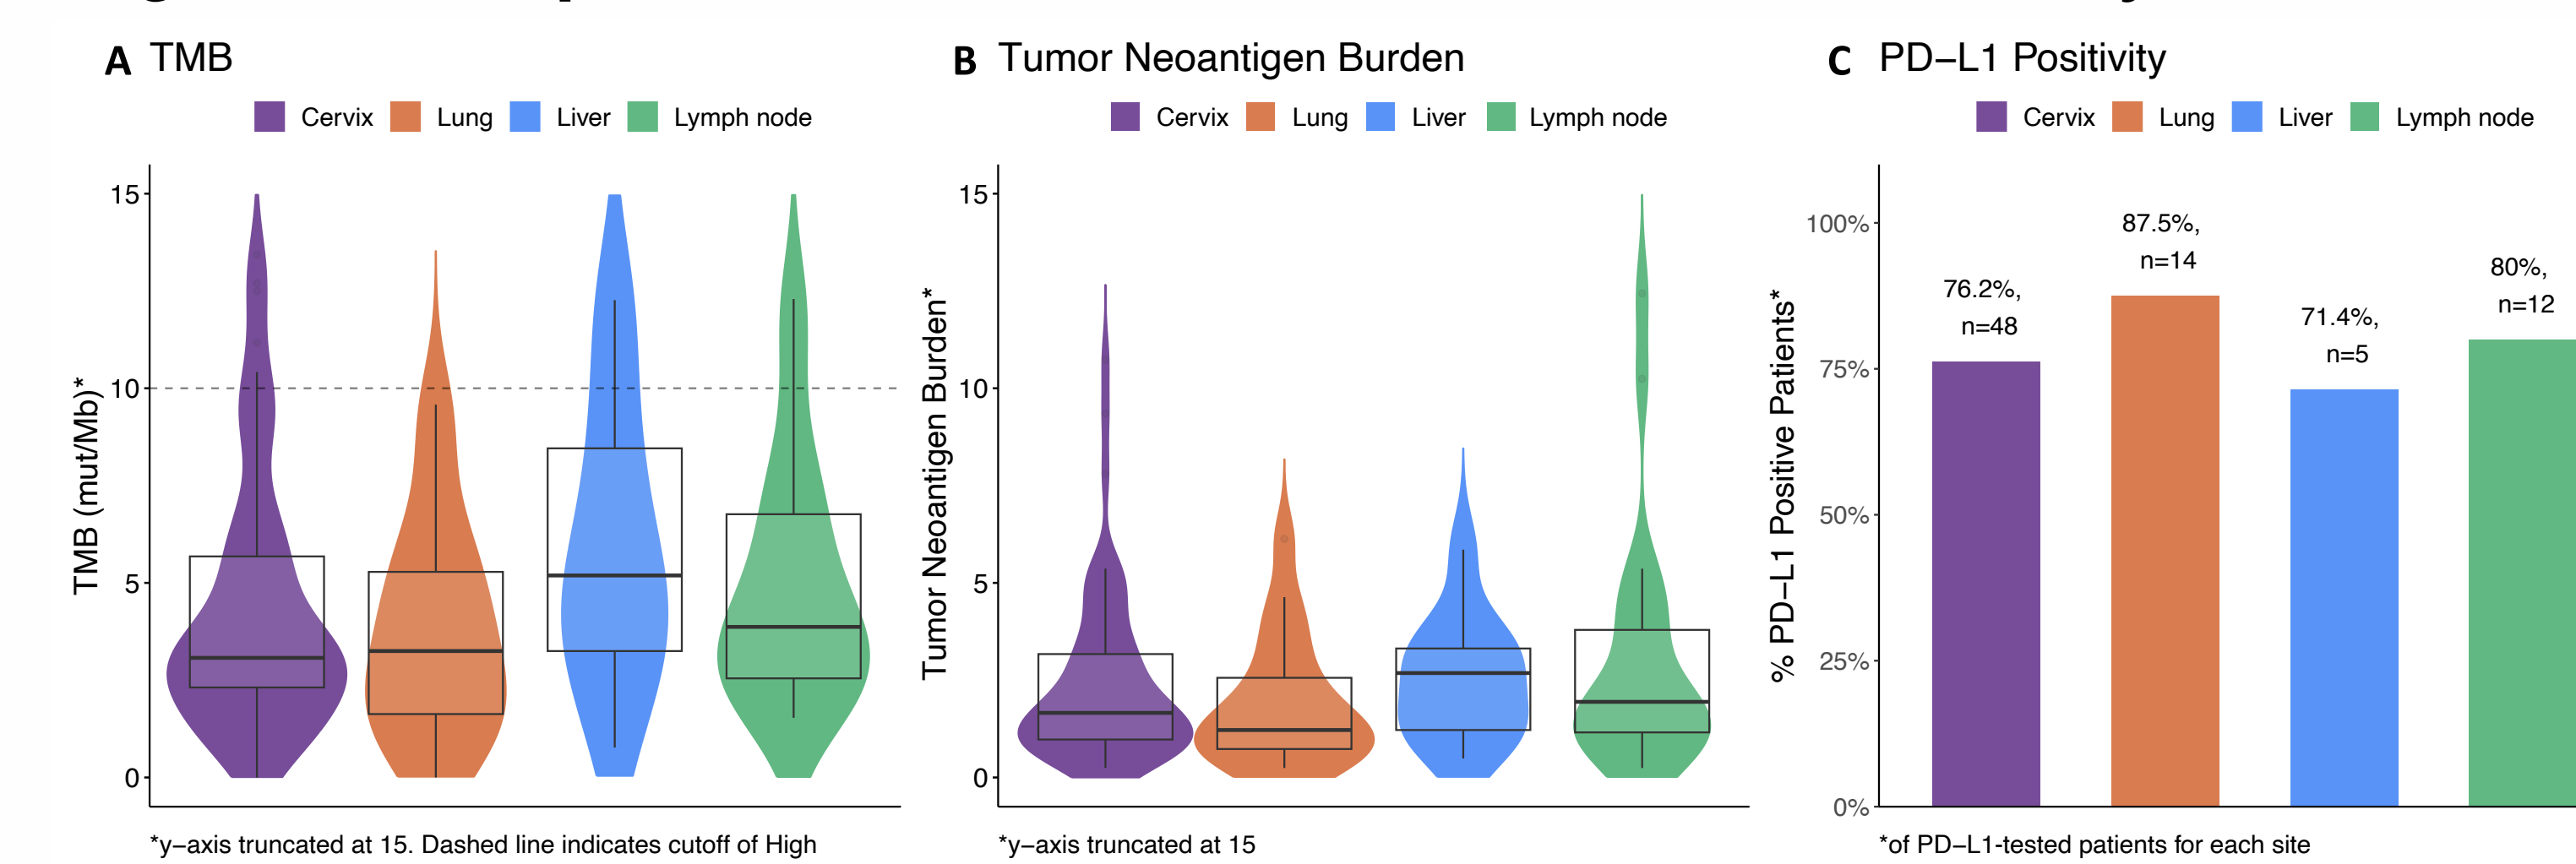 A TMB
Cervix Lung Liver Lymph node
15
10
5
0
TMB (mut/Mb)*
*y−axis truncated at 15. Dashed line indicates cutoff of High
B Tumor Neoantigen Burden
Cervix Lung Liver Lymph node
15
10
5
0
Tumor Neoantigen Burden*
*y−axis truncated at 15
C PD−L1 Positivity
Cervix Lung Liver Lymph node
100%
75%
50%
25%
0%
% PD−L1 Positive Patients*
76.2%,
n=48
87.5%,
n=14
71.4%,
n=5
80%,
n=12
*of PD−L1-tested patients for each site